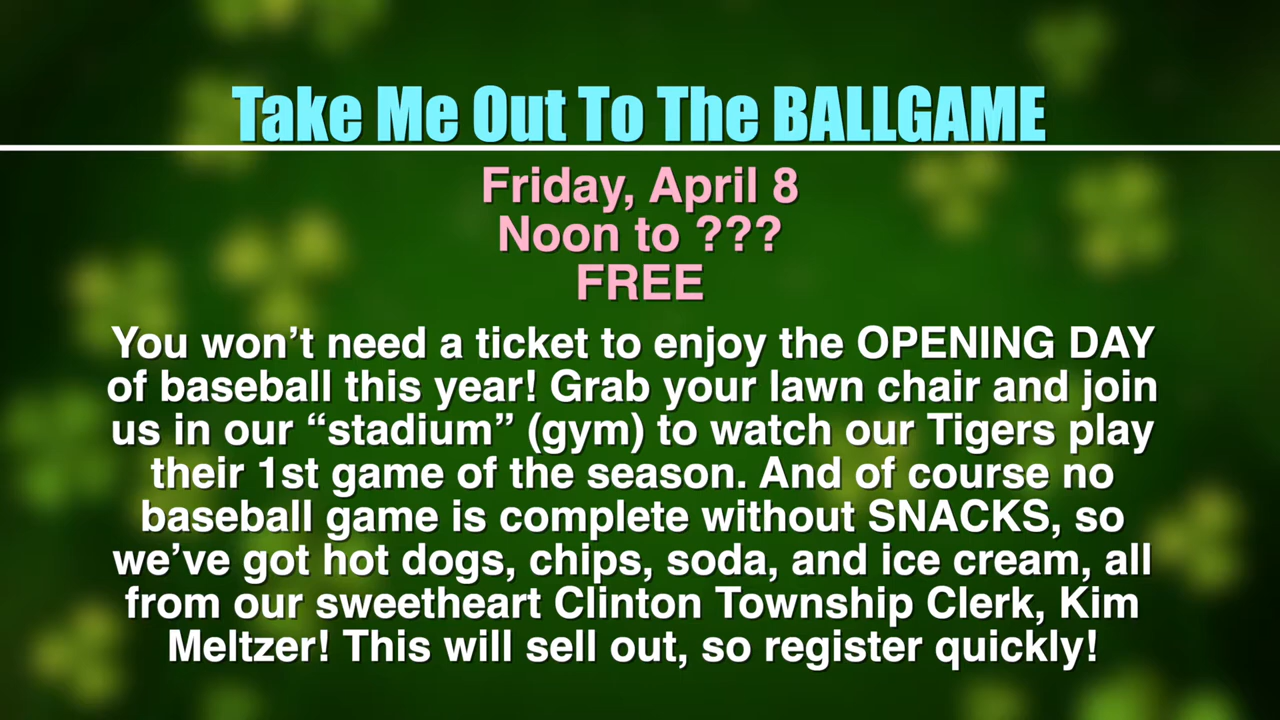 Take Me Out To The BALLGAME
Friday, April 8
Noon to ???
FREE
You won’t need a ticket to enjoy the OPENING DAY
of baseball this year! Grab your lawn chair and join
us in our “stadium” (gym) to watch our Tigers play
their 1st game of the season. And of course no
baseball game is complete without SNACKS, so
we’ve got hot dogs, chips, soda, and ice cream, all
from our sweetheart Clinton Township Clerk, Kim
Meltzer! This will sell out, so register quickly!